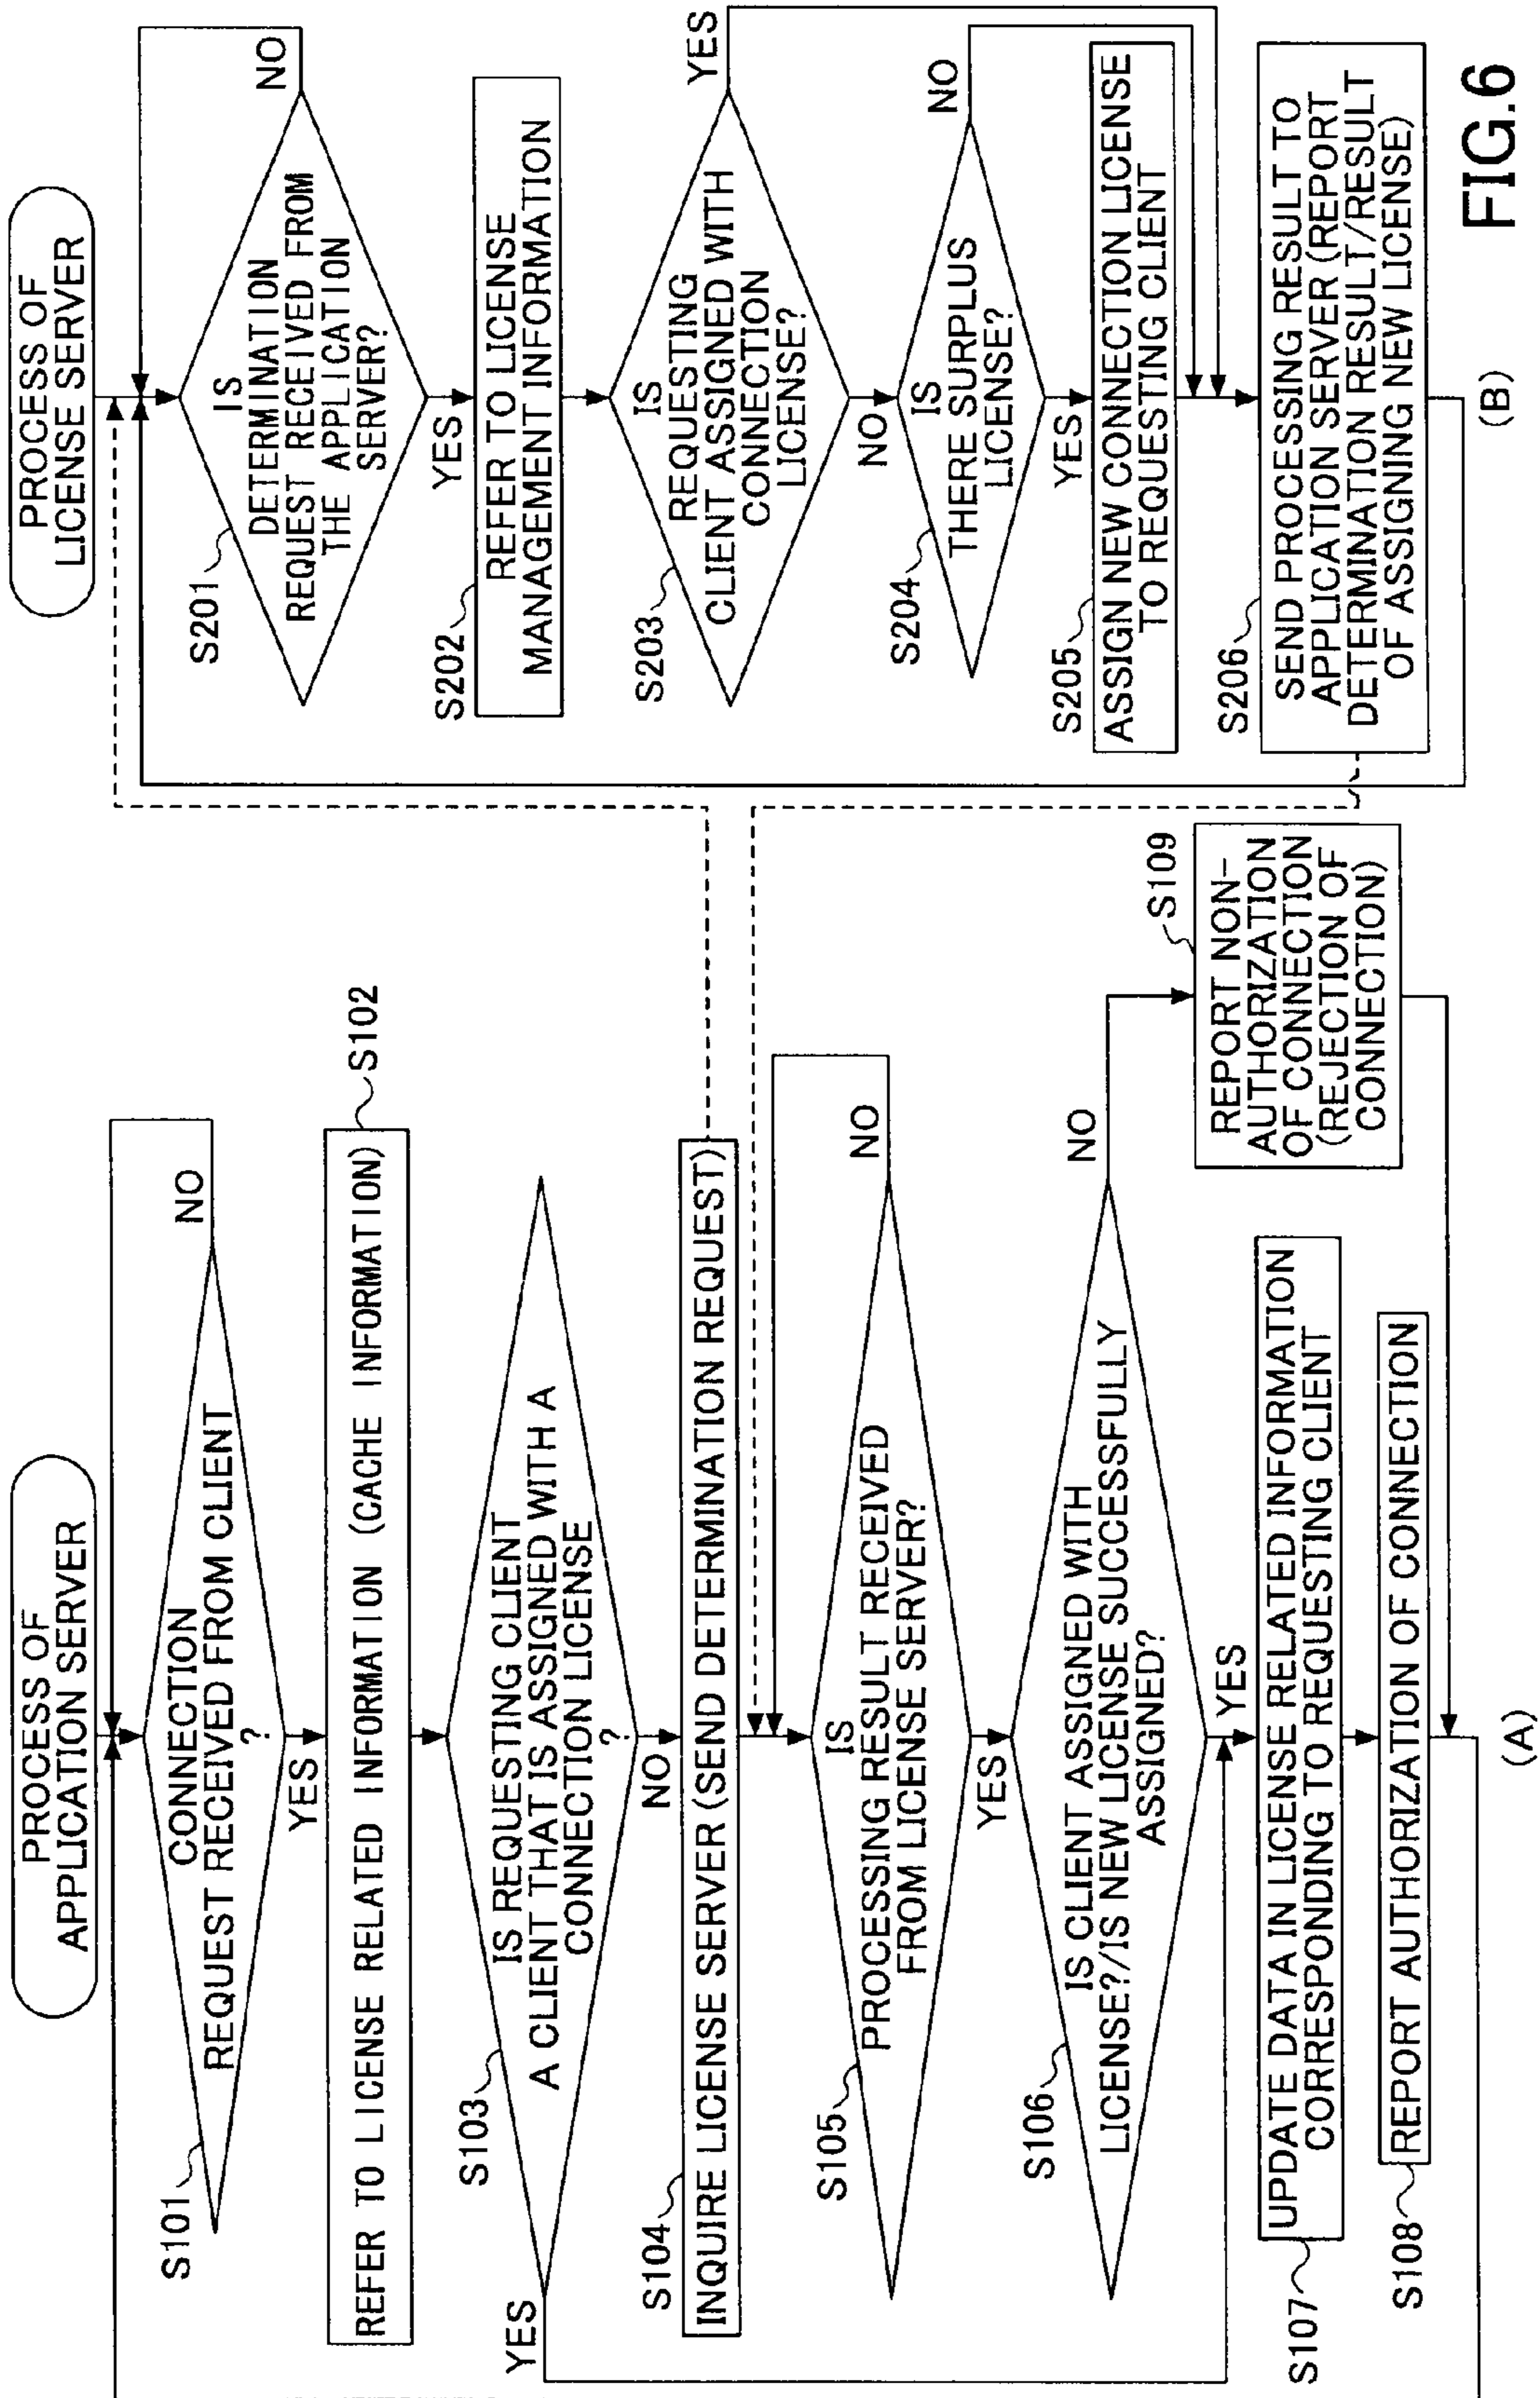 PROCESS OF
APPLICATION SERVER
S101
CONNECTION
REQUEST RECEIVED FROM CLIENT
?
NO
YES
S102
REFER TO LICENSE RELATED INFORMATION (CACHE INFORMATION)
S103
IS REQUESTING CLIENT
A CLIENT THAT IS ASSIGNED WITH A
CONNECTION LICENSE
?
YES
NO
S104
INQUIRE LICENSE SERVER (SEND DETERMINATION REQUEST)
S105
IS
PROCESSING RESULT RECEIVED
FROM LICENSE SERVER?
NO
YES
S106
IS CLIENT ASSIGNED WITH
LICENSE?/IS NEW LICENSE SUCCESSFULLY
ASSIGNED?
NO
YES
S109
REPORT NON-
AUTHORIZATION
OF CONNECTION
(REJECTION OF
CONNECTION)
S107
UPDATE DATA IN LICENSE RELATED INFORMATION
CORRESPONDING TO REQUESTING CLIENT
S108
REPORT AUTHORIZATION OF CONNECTION
(A)
PROCESS OF
LICENSE SERVER
S201
IS
DETERMINATION
REQUEST RECEIVED FROM
THE APPLICATION
SERVER?
NO
YES
S202
REFER TO LICENSE
MANAGEMENT INFORMATION
S203
IS
REQUESTING
CLIENT ASSIGNED WITH
CONNECTION
LICENSE?
YES
NO
S204
IS
THERE SURPLUS
LICENSE?
NO
YES
S205
ASSIGN NEW CONNECTION LICENSE
TO REQUESTING CLIENT
S206
SEND PROCESSING RESULT TO
APPLICATION SERVER (REPORT
DETERMINATION RESULT/RESULT
OF ASSIGNING NEW LICENSE)
(B)
FIG.6